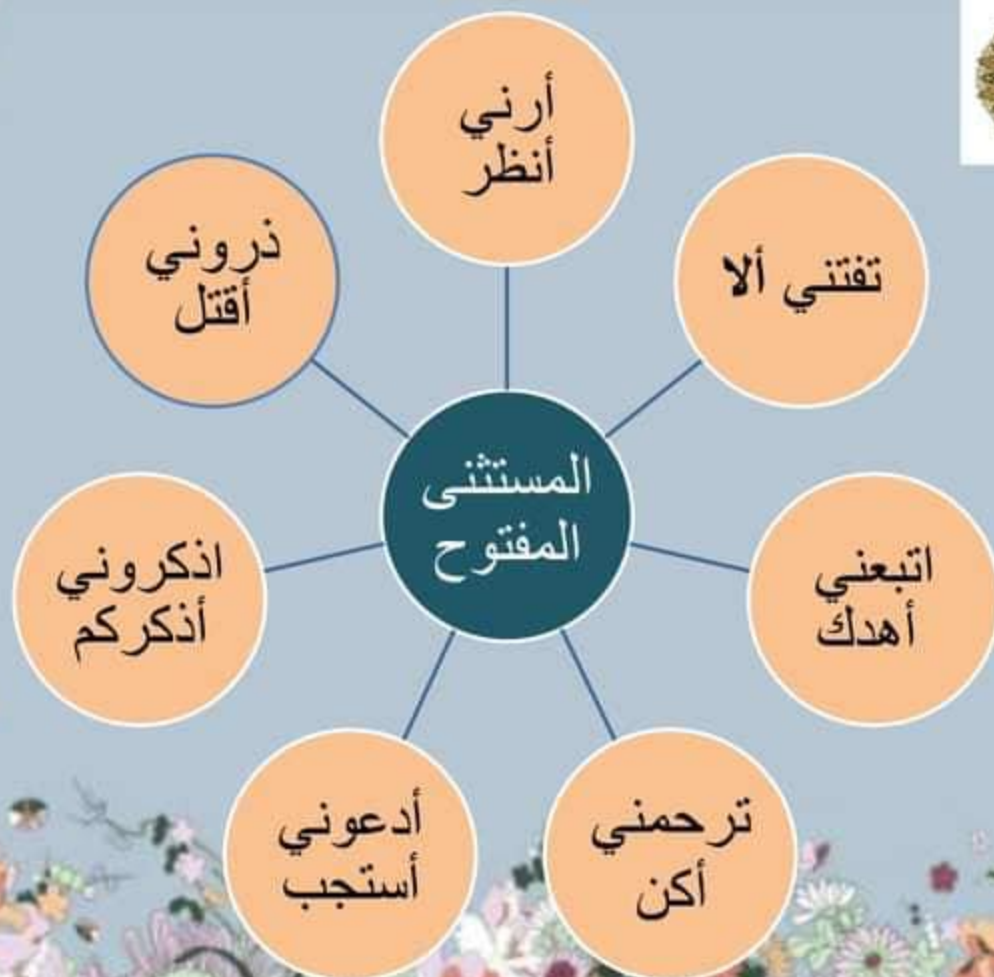 أرني
أنظر
تفتني ألا
ذروني
أقتل
المستثنى
المفتوح
اتبعني
أهدك
اذكروني
أذكركم
ترحمني
أكن
أدعوني
أستجب